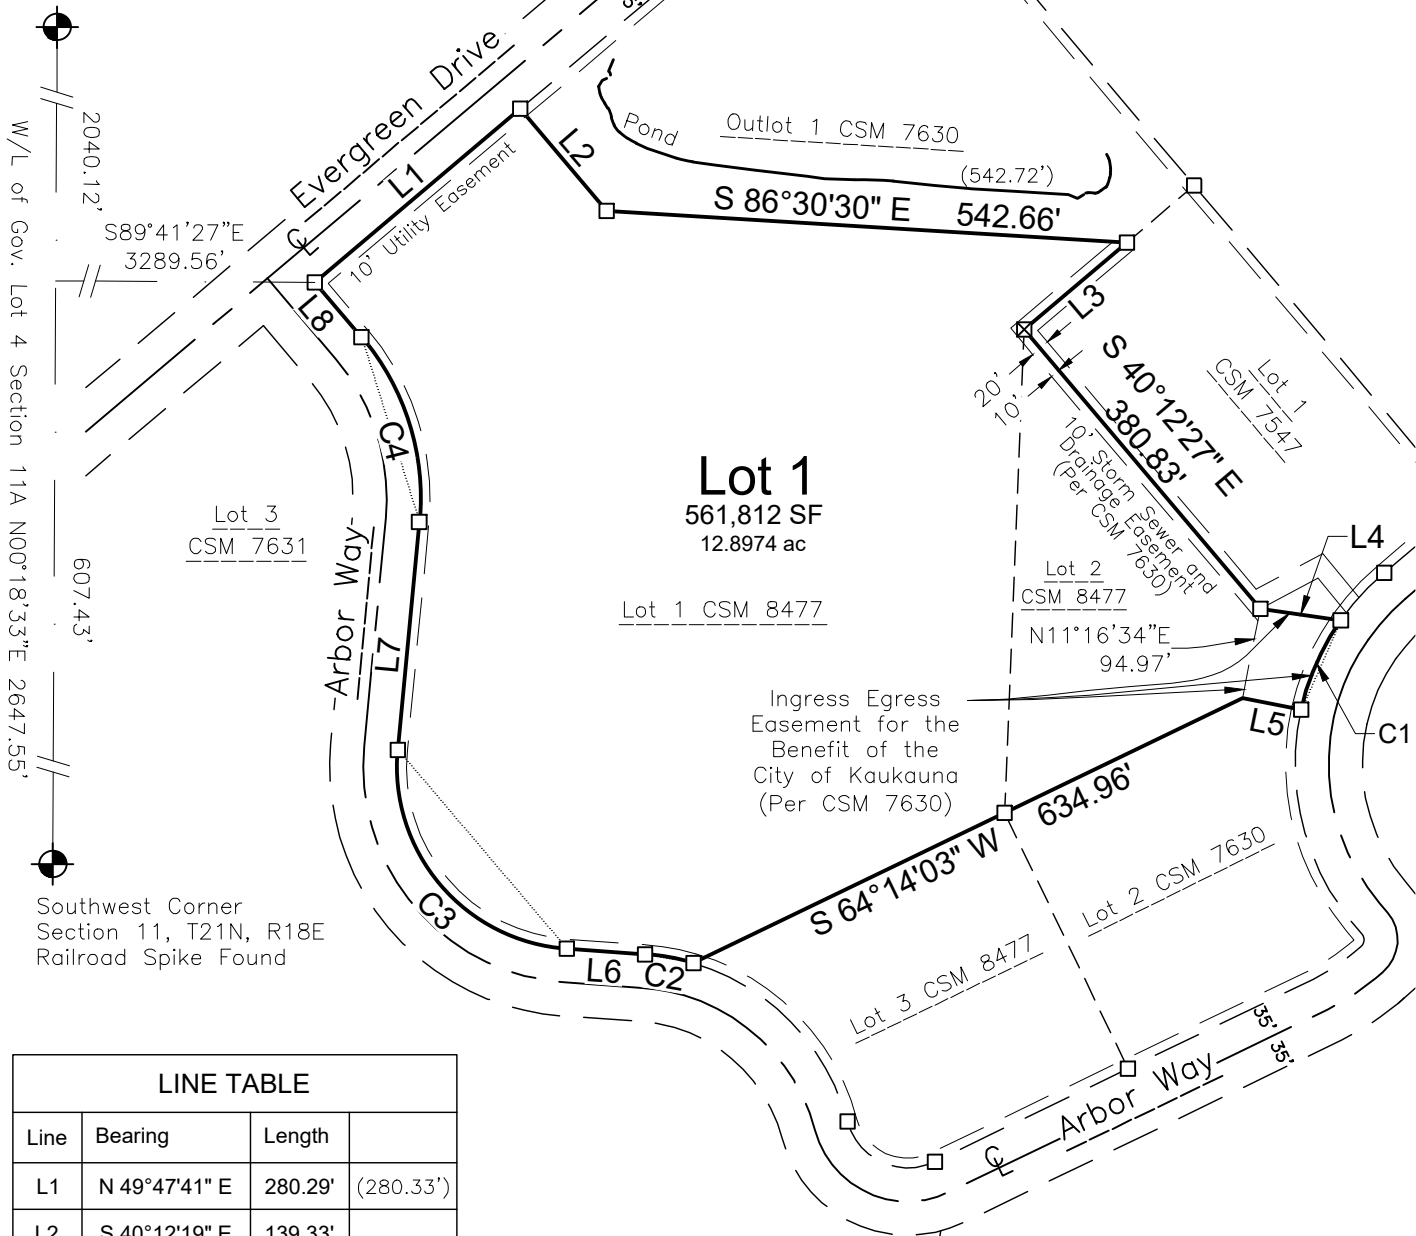 Evergreen Drive
2040.12'
W/L of Gov. Lot 4 Section 11A N00°18'33"E 2647.55'
607.43'
S89°41'27"E
3289.56'
C L
L1
10' Utility Easement
L2
Pond
Outlot 1 CSM 7630
(542.72')
S 86°30'30" E 542.66'
L8
L3
20'
10'
S 40°12'27" E
380.83'
Lot 1
CSM 7547
10' Storm Sewer and
Drainage Easement
(Per CSM 7630)
C4
Lot 1
561,812 SF
12.8974 ac
Lot 3
CSM 7631
Arbor Way
L7
Lot 1 CSM 8477
Lot 2
CSM 8477
N11°16'34"E
94.97'
L4
Ingress Egress
Easement for the
Benefit of the
City of Kaukauna
(Per CSM 7630)
L5
C1
S 64°14'03" W 634.96'
Southwest Corner
Section 11, T21N, R18E
Railroad Spike Found
C3
L6
C2
Lot 3 CSM 8477
Lot 2 CSM 7630
35'
35'
C L
Arbor Way
LINE TABLE
Line Bearing Length
L1 N 49°47'41" E 280.29' (280.33')
L2 S 40°12'19" E 139.33'